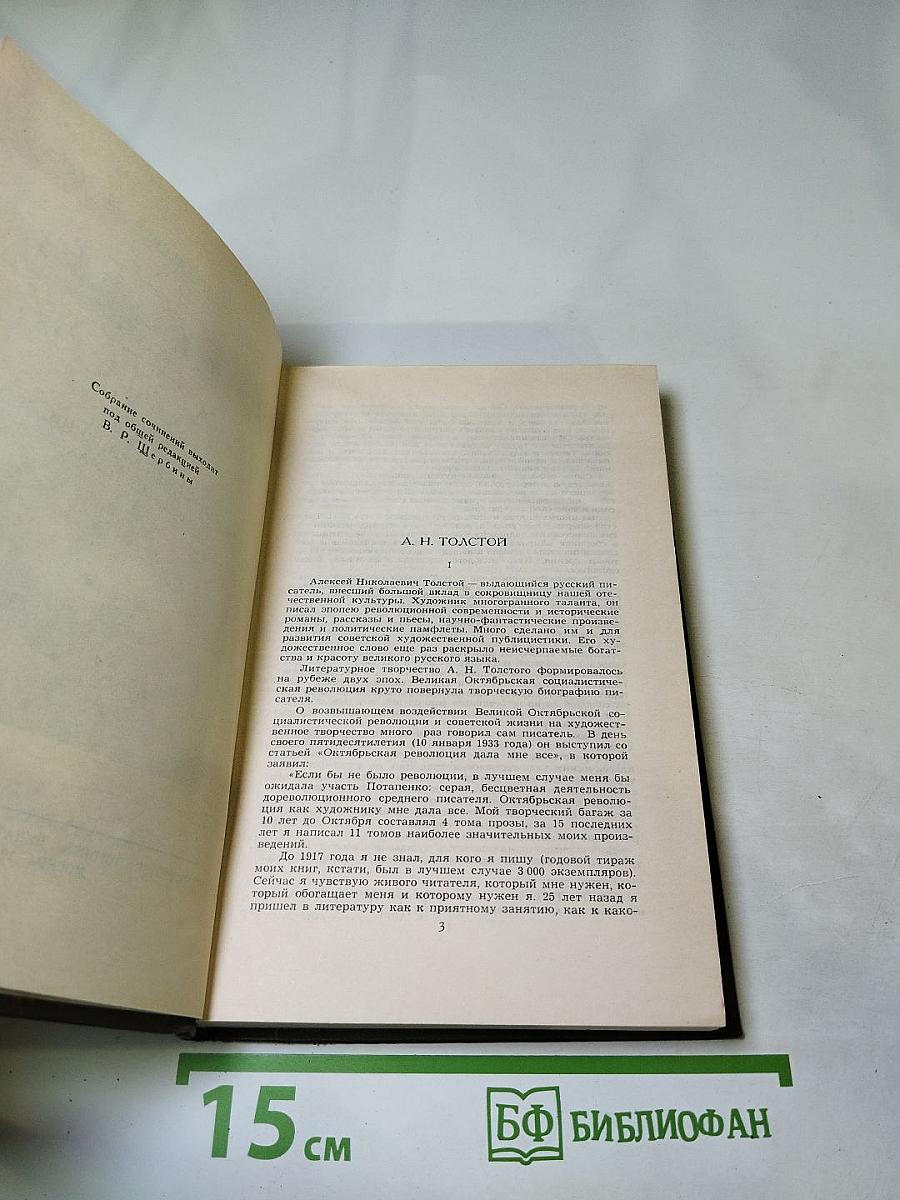 Собрание сочинений выходит
под общей редакцией
В. Р. Щербины
А. Н. ТОЛСТОЙ
I
Алексей Николаевич Толстой — выдающийся русский пи-
сатель, внесший большой вклад в сокровищницу нашей оте-
чественной культуры. Художник многогранного таланта, он
писал эпопею революционной современности и исторические
романы, рассказы и пьесы, научно-фантастические произве-
дения и политические памфлеты. Много сделано им и для
развития советской художественной публицистики. Его ху-
дожественное слово еще раз раскрыло неисчерпаемые богат-
ства и красоту великого русского языка.
Литературное творчество А. Н. Толстого формировалось
на рубеже двух эпох. Великая Октябрьская социалистиче-
ская революция круто повернула творческую биографию пи-
сателя.
О возвышающем воздействии Великой Октябрьской со-
циалистической революции и советской жизни на художест-
венное творчество много раз говорил сам писатель. В день
своего пятидесятилетия (10 января 1933 года) он выступил со
статьей «Октябрьская революция дала мне все», в которой
заявил:
«Если бы не было революции, в лучшем случае меня бы
ожидала участь Потапенко: серая, бесцветная деятельность
дореволюционного среднего писателя. Октябрьская револю-
ция как художнику мне дала все. Мой творческий багаж за
10 лет до Октября составлял 4 тома прозы, за 15 последних
лет я написал 11 томов наиболее значительных моих произ-
ведений.
До 1917 года я не знал, для кого я пишу (годовой тираж
моих книг, кстати, был в лучшем случае 3 000 экземпляров).
Сейчас я чувствую живого читателя, который мне нужен, ко-
торый обогащает меня и которому нужен я. 25 лет назад я
пришел в литературу как к приятному занятию, как к како-
3
15 см
БФ БИБЛИОФАН